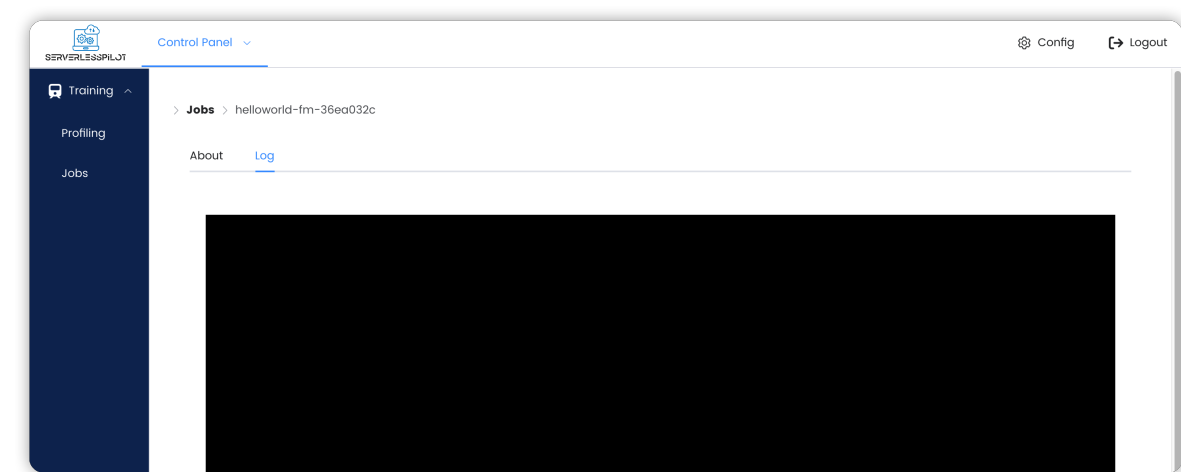 SERVERLESSPILOT
Control Panel
Config
Logout
Training
Profiling
Jobs
> Jobs > helloworld-fm-36ea032c
About Log